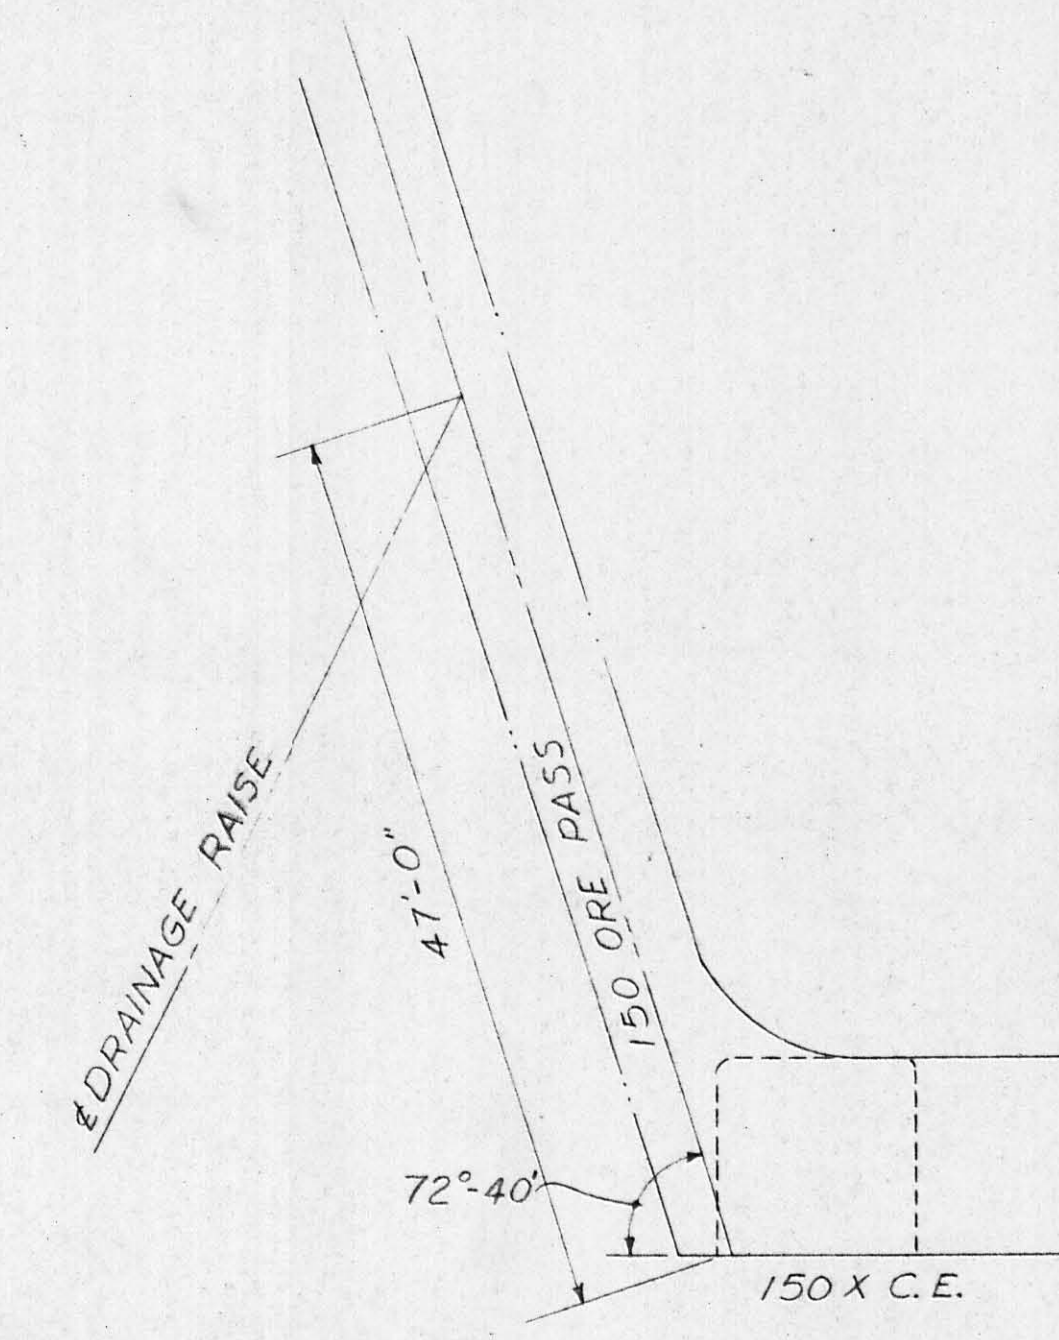 ℄ DRAINAGE RAISE
47'-0"
150 ORE PASS
72°-40'
150 X C.E.